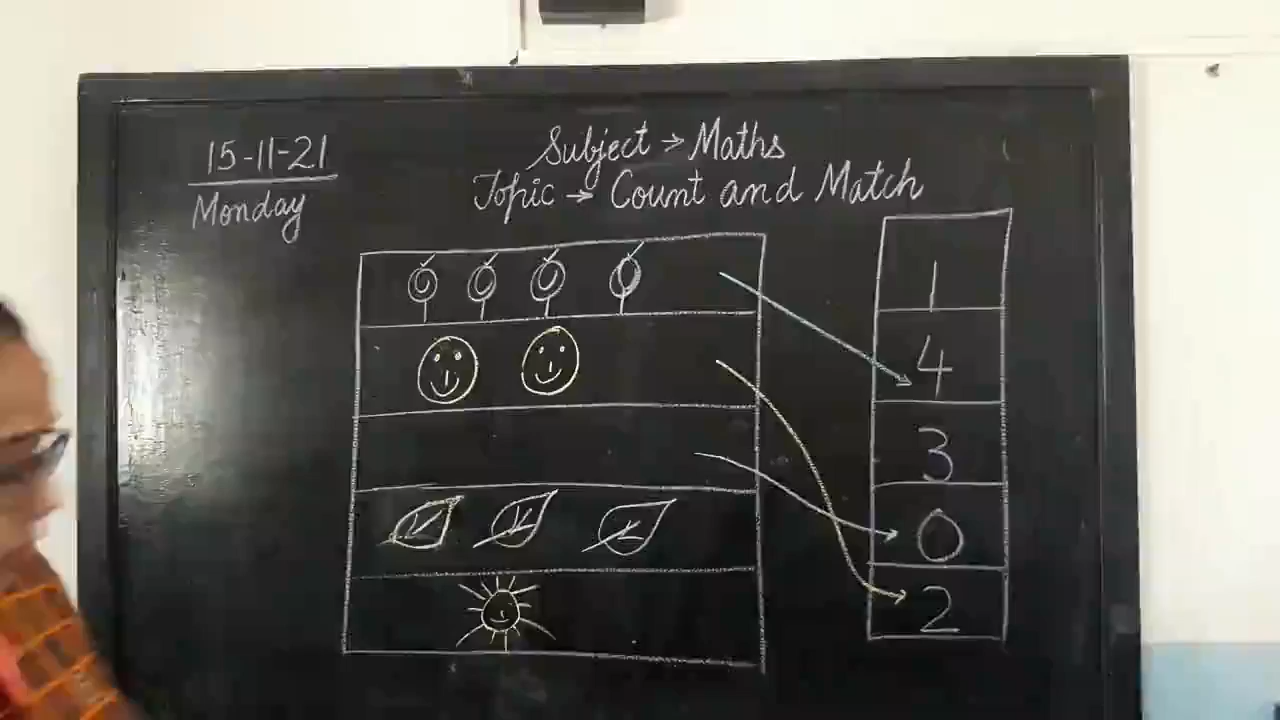 15-11-21
Monday
Subject → Maths
Topic → Count and Match
1
4
3
0
2